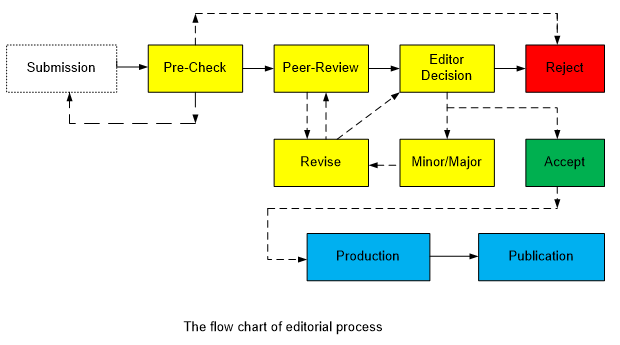 Submission
Pre-Check
Peer-Review
Editor
Decision
Reject
Revise
Minor/Major
Accept
Production
Publication
The flow chart of editorial process